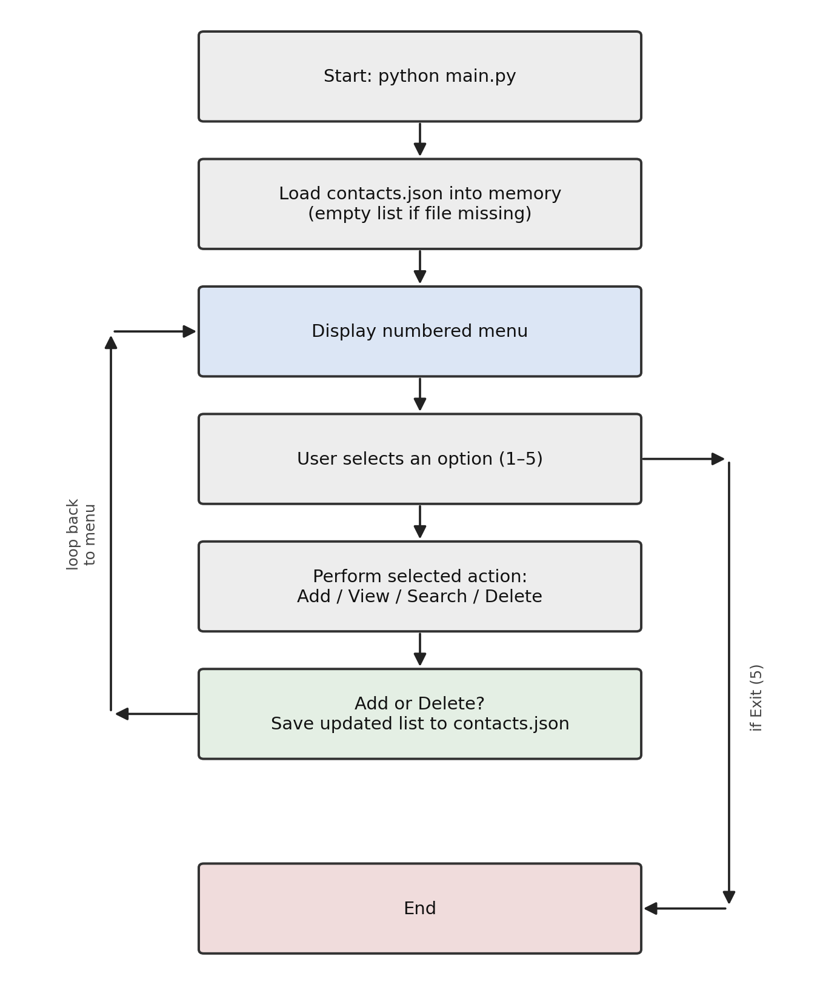 Start: python main.py
Load contacts.json into memory
(empty list if file missing)
Display numbered menu
User selects an option (1–5)
Perform selected action:
Add / View / Search / Delete
Add or Delete?
Save updated list to contacts.json
loop back
to menu
if Exit (5)
End